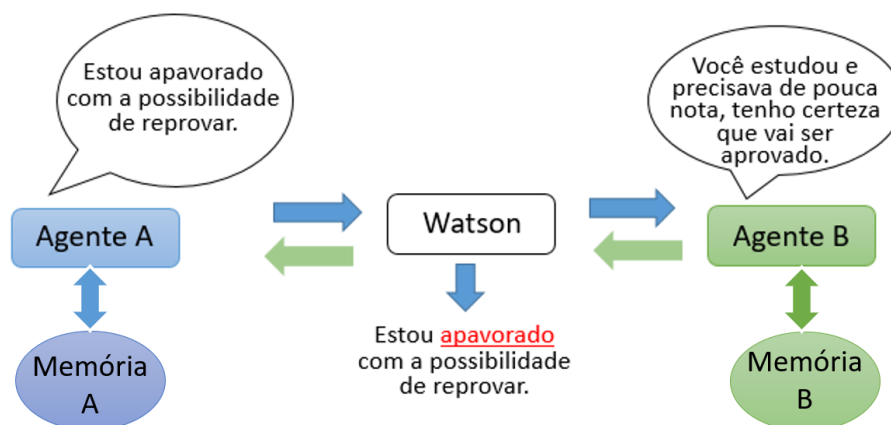 Estou apavorado
com a possibilidade
de reprovar.
Você estudou e
precisava de pouca
nota, tenho certeza
que vai ser
aprovado.
Agente A
Watson
Agente B
Estou apavorado
com a possibilidade
de reprovar.
Memória
A
Memória
B